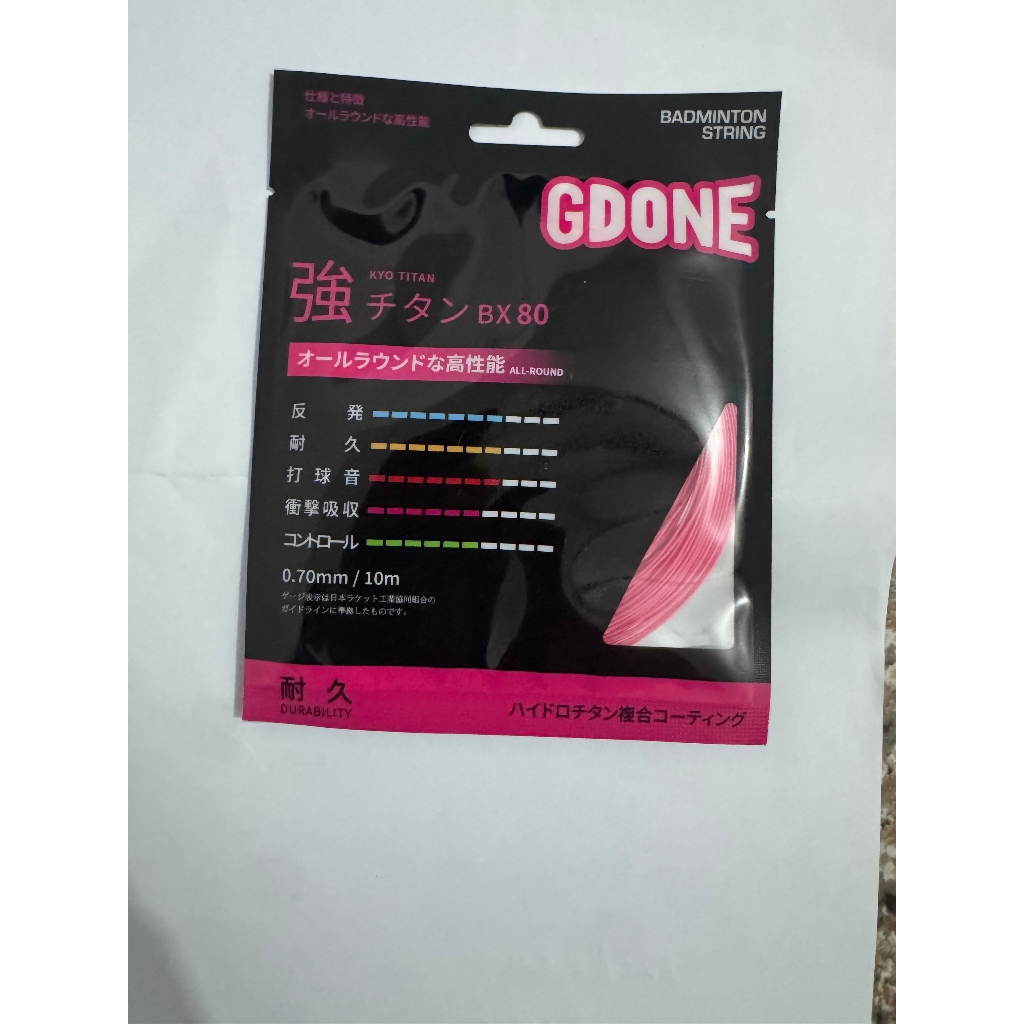 仕様と特徴
オールラウンドな高性能
BADMINTON
STRING
GDONE
強
KYO TITAN
チタン BX 80
オールラウンドな高性能 ALL-ROUND
反 発
耐 久
打 球 音
衝撃吸収
コントロール
0.70mm / 10m
ゲージ表示は日本ラケット工業協同組合の
ガイドラインに準拠したものです。
耐 久
DURABILITY
ハイドロチタン複合コーティング